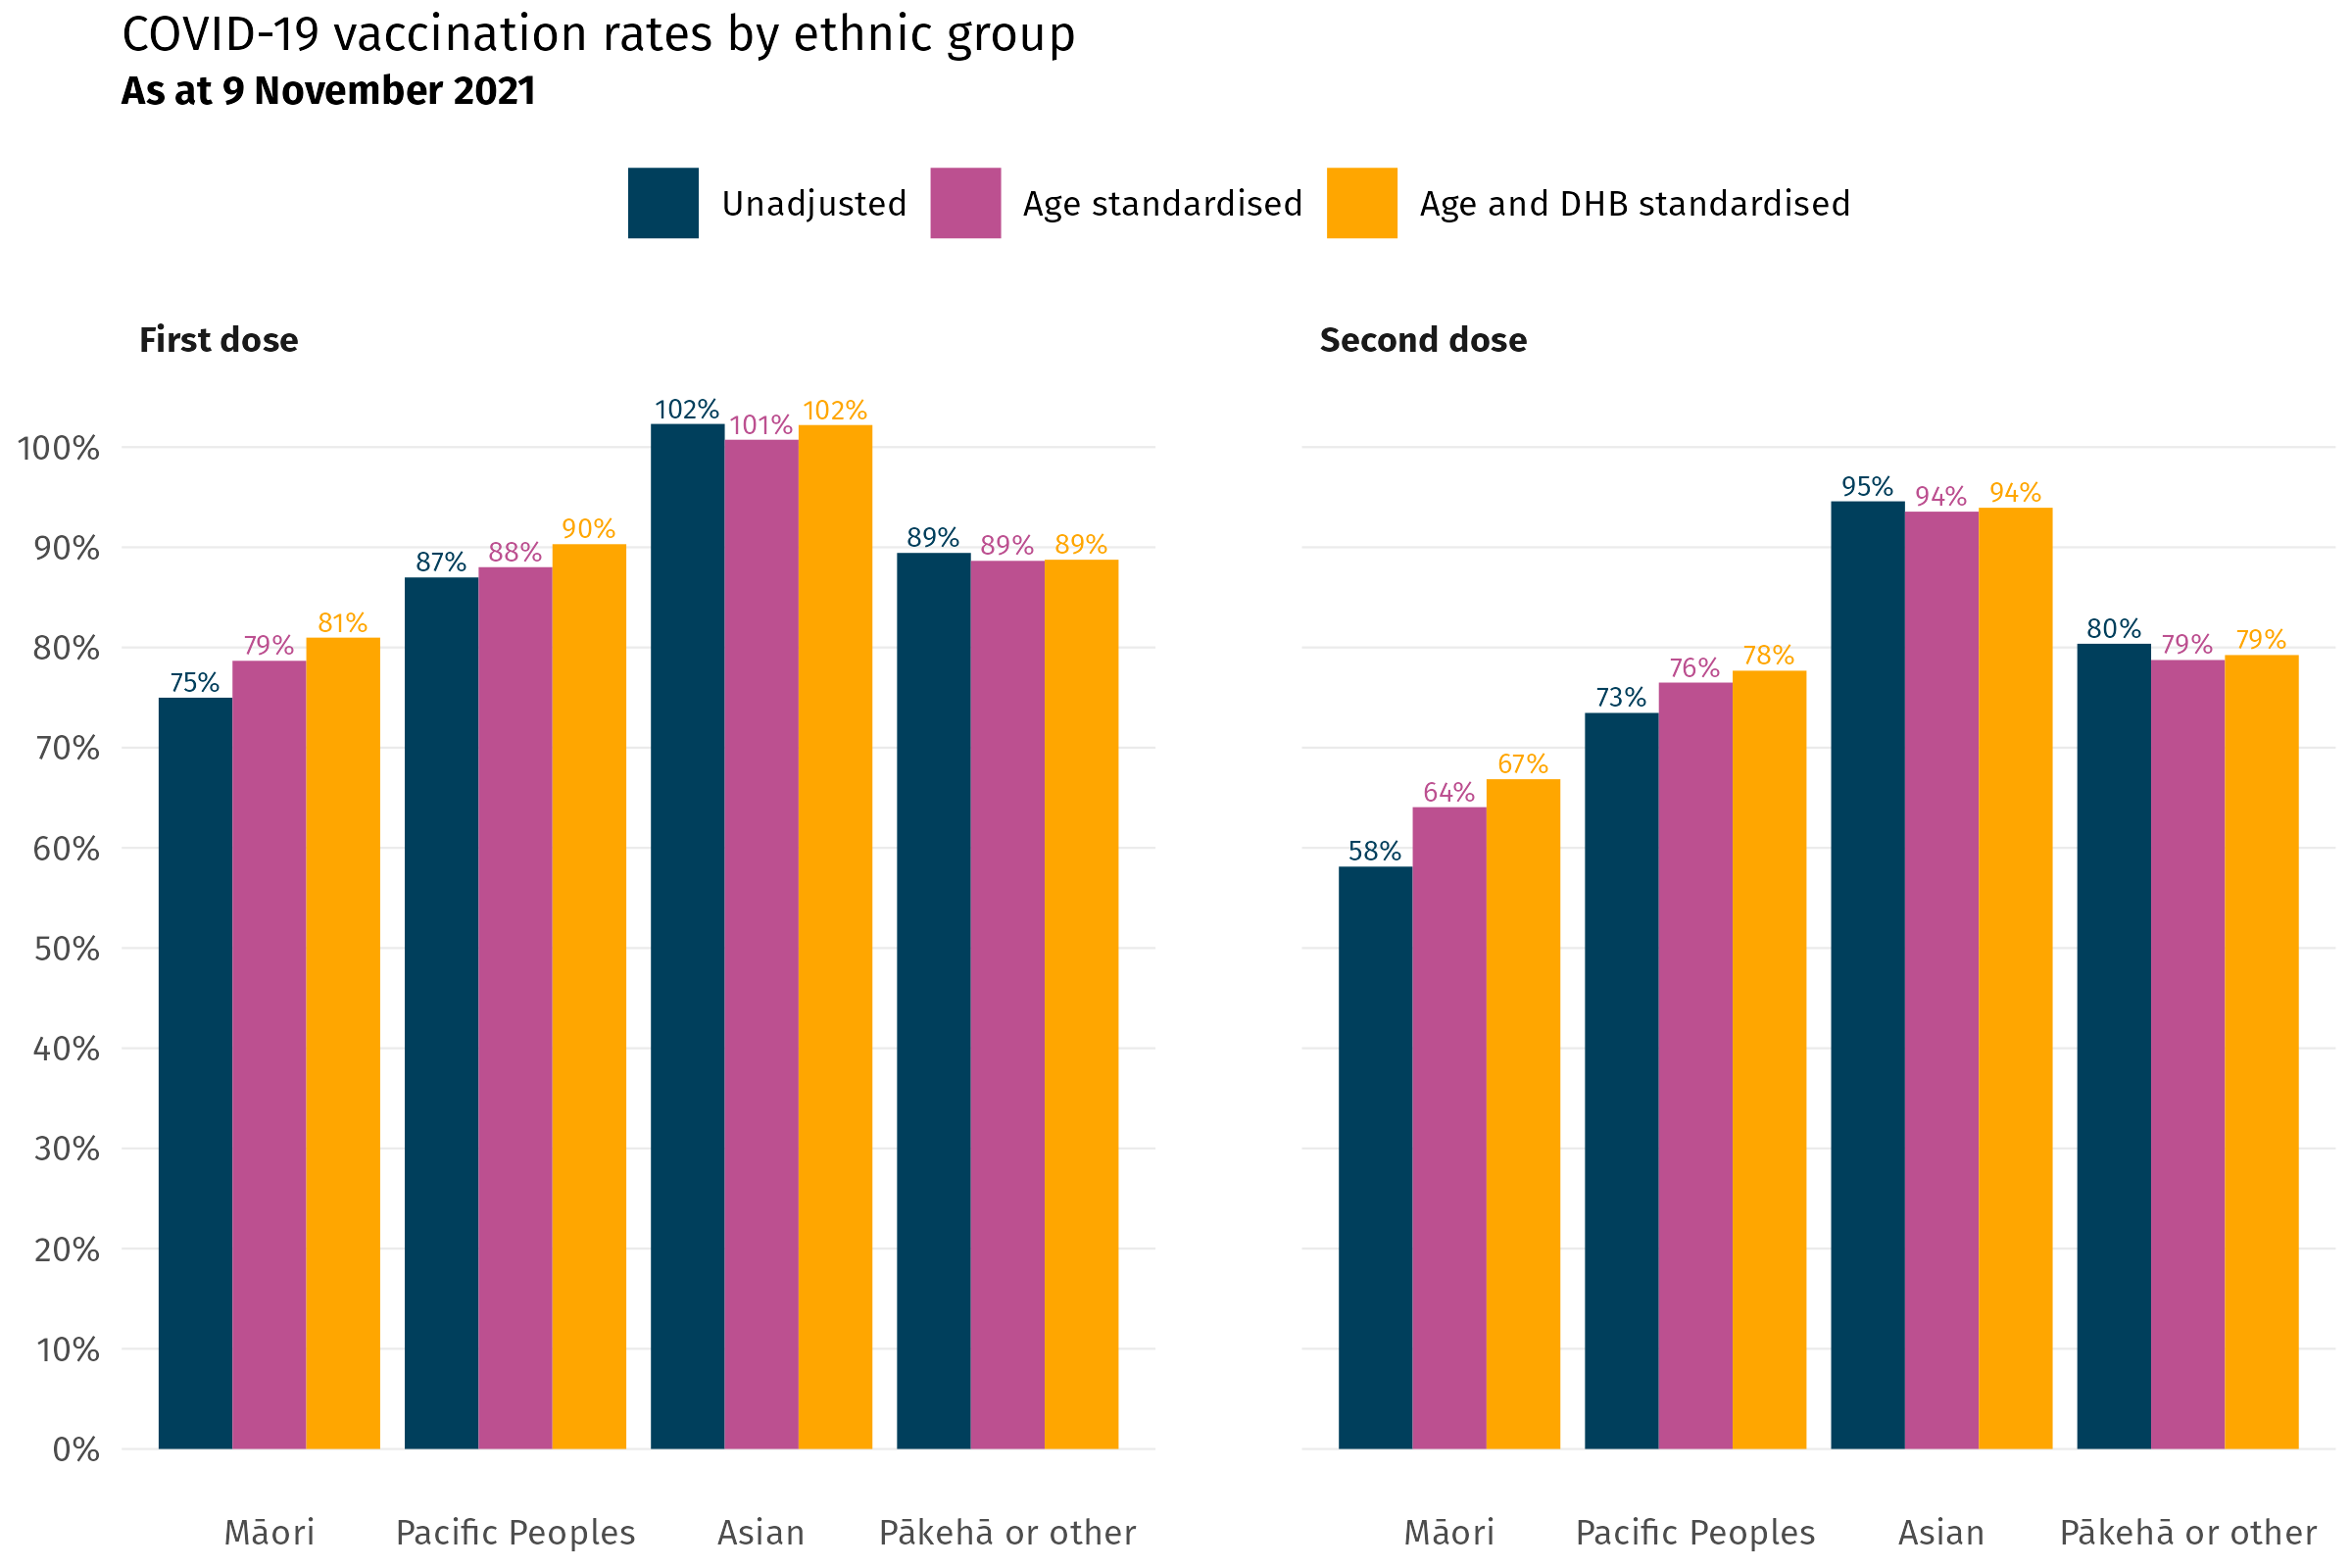 COVID-19 vaccination rates by ethnic group
As at 9 November 2021
Unadjusted Age standardised Age and DHB standardised
First dose
102% 101% 102%
100%
90%
89% 89% 89%
90%
87% 88%
81%
80%
79%
75%
70%
60%
50%
40%
30%
20%
10%
0%
Māori Pacific Peoples Asian Pākehā or other
Second dose
95% 94% 94%
80% 79% 79%
73% 76% 78%
58% 64% 67%
Māori Pacific Peoples Asian Pākehā or other